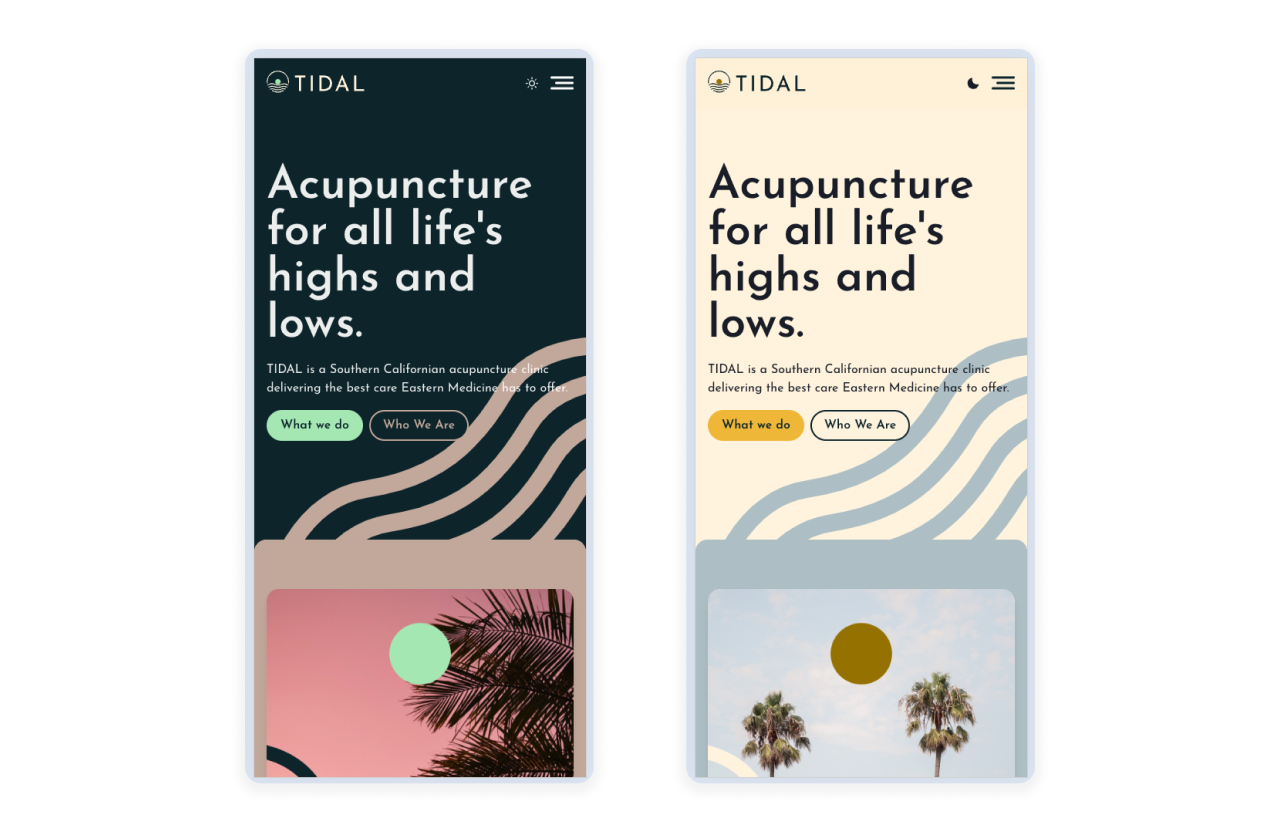 TIDAL
Acupuncture
for all life's
highs and
lows.
TIDAL is a Southern Californian acupuncture clinic
delivering the best care Eastern Medicine has to offer.
What we do
Who We Are
TIDAL
Acupuncture
for all life's
highs and
lows.
TIDAL is a Southern Californian acupuncture clinic
delivering the best care Eastern Medicine has to offer.
What we do
Who We Are